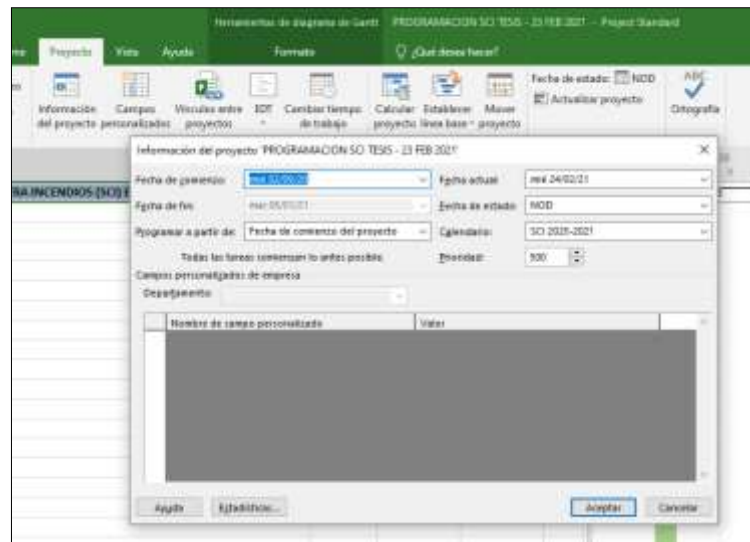 Herramientas de diagrama de Gantt PROGRAMACION SCI TESIS - 23 FEB 2021 - Project Standard
Proyecto Vista Ayuda Formato ¿Qué desea hacer?
Información del proyecto
Campos personalizados
Vínculos entre proyectos
EDT
Cambiar tiempo de trabajo
Calcular proyecto
Establecer línea base
Mover proyecto
Fecha de estado: NOD
Actualizar proyecto
ABC
Ortografía
RA INCENDIOS (SCI) E
Información del proyecto 'PROGRAMACION SCI TESIS - 23 FEB 2021'
Fecha de comienzo: Fecha actual: mié 24/02/21
Fecha de fin: Fecha de estado: NOD
Programar a partir de: Fecha de comienzo del proyecto Calendario: SCI 2020-2021
Todas las tareas comienzan lo antes posible. Prioridad: 500
Campos personalizados de empresa
Departamento:
Nombre de campo personalizado Valor
Ayuda Estadísticas... Aceptar Cancelar